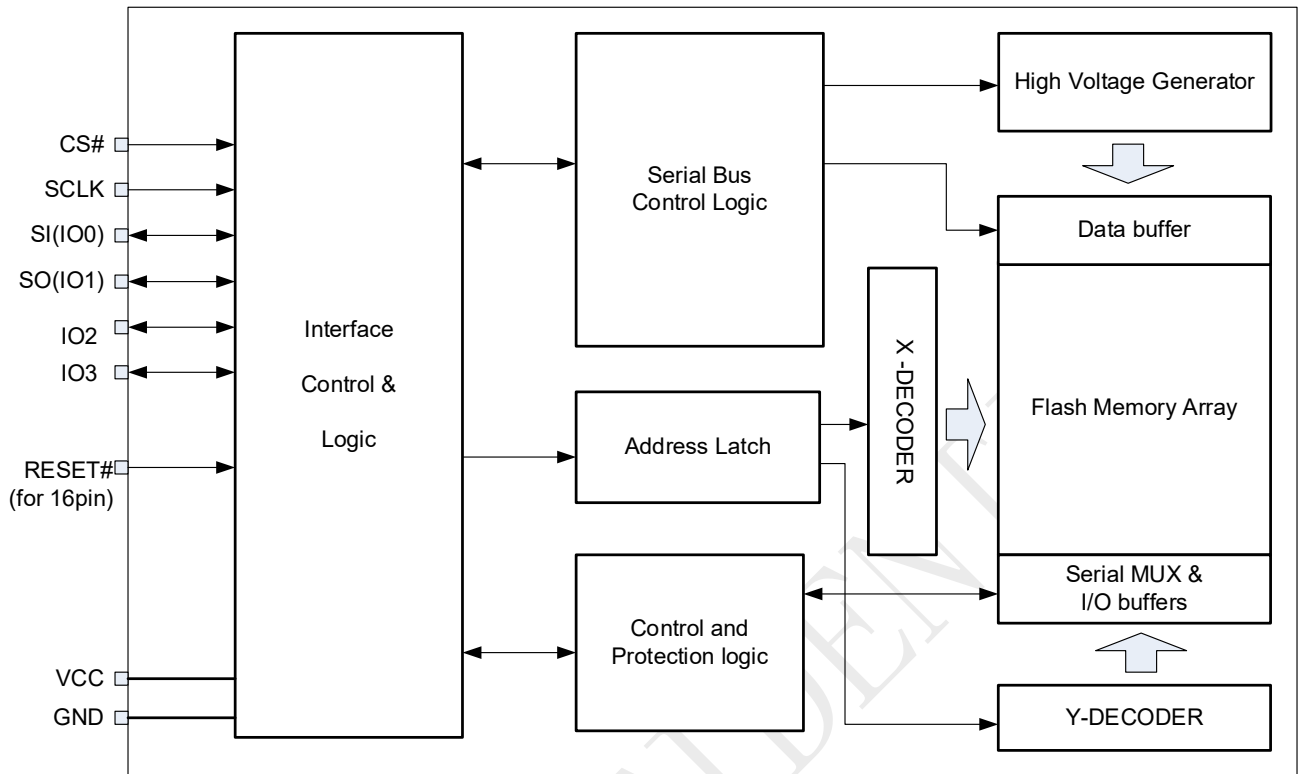 CS#
SCLK
SI(IO0)
SO(IO1)
IO2
IO3
RESET#
(for 16pin)
VCC
GND
Interface
Control &
Logic
Serial Bus
Control Logic
Address Latch
Control and
Protection logic
X -DECODER
High Voltage Generator
Data buffer
Flash Memory Array
Serial MUX &
I/O buffers
Y-DECODER